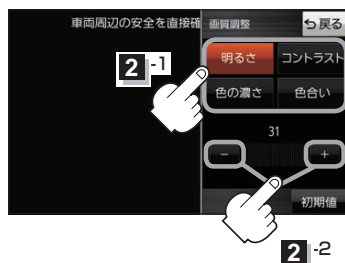 車両周辺の安全を直接確
画質調整
戻る
2 -1
明るさ
コントラスト
色の濃さ
色合い
31
− +
初期値
2 -2